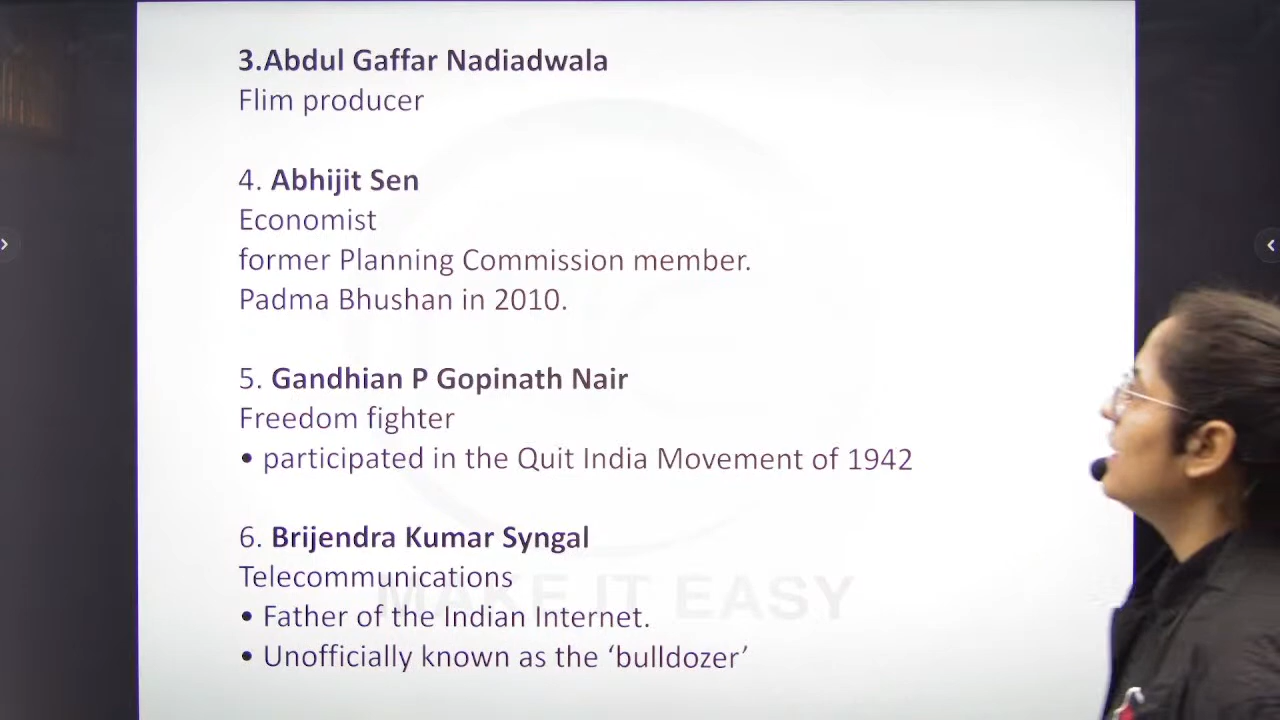 3.Abdul Gaffar Nadiadwala
Flim producer
4. Abhijit Sen
Economist
former Planning Commission member.
Padma Bhushan in 2010.
5. Gandhian P Gopinath Nair
Freedom fighter
• participated in the Quit India Movement of 1942
6. Brijendra Kumar Syngal
Telecommunications
• Father of the Indian Internet.
• Unofficially known as the ‘bulldozer’
MAKE IT EASY